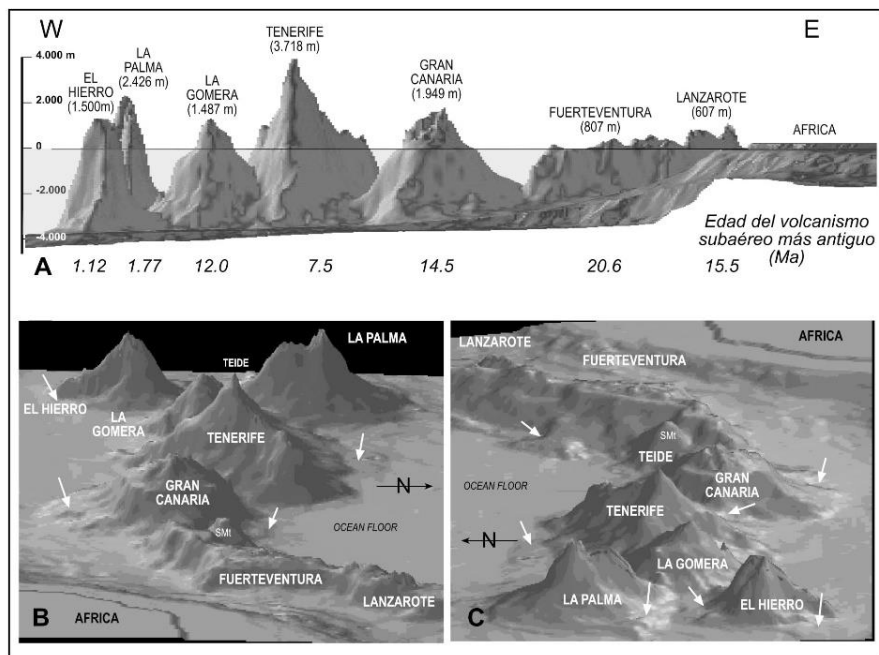 W
E
TENERIFE
(3.718 m)
4.000 m
LA
PALMA
(2.426 m)
EL
HIERRO
(1.500m)
LA
GOMERA
(1.487 m)
GRAN
CANARIA
(1.949 m)
FUERTEVENTURA
(807 m)
LANZAROTE
(607 m)
AFRICA
2.000
0
-2.000
-4.000
Edad del volcanismo
subaéreo más antiguo
(Ma)
A
1.12 1.77 12.0 7.5 14.5 20.6 15.5
LA PALMA
TEIDE
EL HIERRO
LA
GOMERA
TENERIFE
GRAN
CANARIA
N
OCEAN FLOOR
SMt
FUERTEVENTURA
LANZAROTE
B
AFRICA
AFRICA
LANZAROTE
FUERTEVENTURA
SMt
TEIDE
GRAN
CANARIA
OCEAN FLOOR
TENERIFE
N
LA GOMERA
LA PALMA
EL HIERRO
C